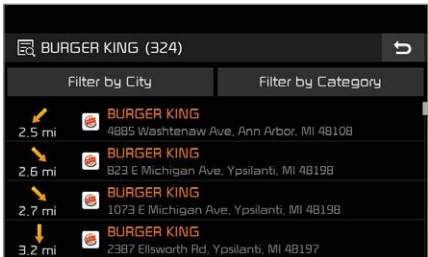 BURGER KING (324)
Filter by City
Filter by Category
BURGER KING
2.5 mi
4885 Washtenaw Ave, Ann Arbor, MI 48108
BURGER KING
2.6 mi
823 E Michigan Ave, Ypsilanti, MI 48198
BURGER KING
2.7 mi
1073 E Michigan Ave, Ypsilanti, MI 48198
BURGER KING
3.2 mi
2387 Ellsworth Rd, Ypsilanti, MI 48197